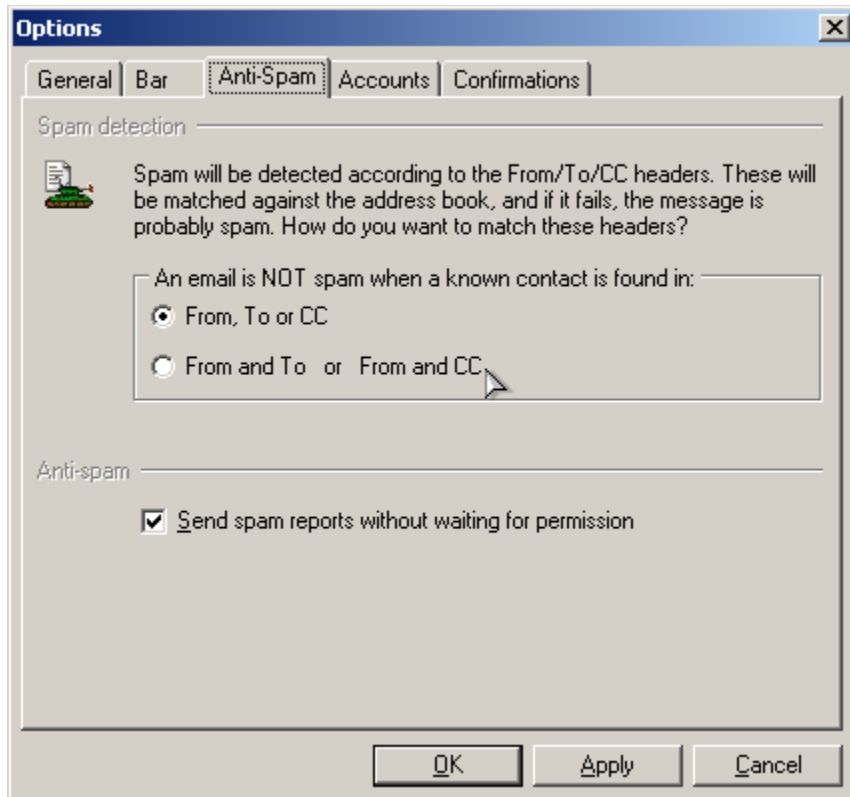 Options
General Bar Anti-Spam Accounts Confirmations
Spam detection
Spam will be detected according to the From/To/CC headers. These will
be matched against the address book, and if it fails, the message is
probably spam. How do you want to match these headers?
An email is NOT spam when a known contact is found in:
From, To or CC
From and To or From and CC
Anti-spam
Send spam reports without waiting for permission
OK Apply Cancel